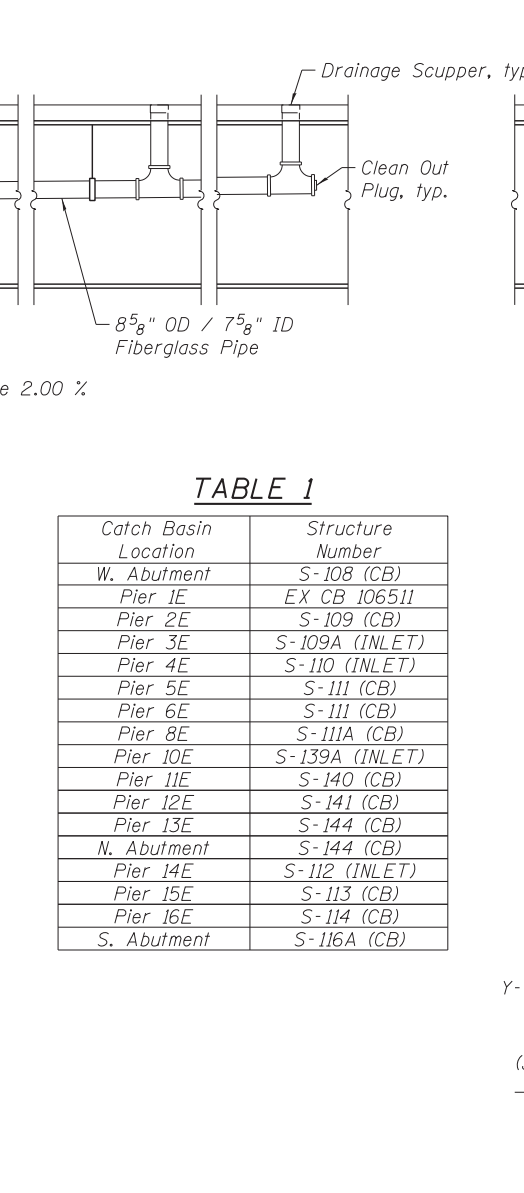 Drainage Scupper, typ
Clean Out
Plug, typ.
8 5/8" OD / 7 5/8" ID
Fiberglass Pipe
e 2.00 %
TABLE 1
Catch Basin Location Structure Number
W. Abutment S-108 (CB)
Pier 1E EX CB 106511
Pier 2E S-109 (CB)
Pier 3E S-109A (INLET)
Pier 4E S-110 (INLET)
Pier 5E S-111 (CB)
Pier 6E S-111 (CB)
Pier 8E S-111A (CB)
Pier 10E S-139A (INLET)
Pier 11E S-140 (CB)
Pier 12E S-141 (CB)
Pier 13E S-144 (CB)
N. Abutment S-144 (CB)
Pier 14E S-112 (INLET)
Pier 15E S-113 (CB)
Pier 16E S-114 (CB)
S. Abutment S-116A (CB)
Y-